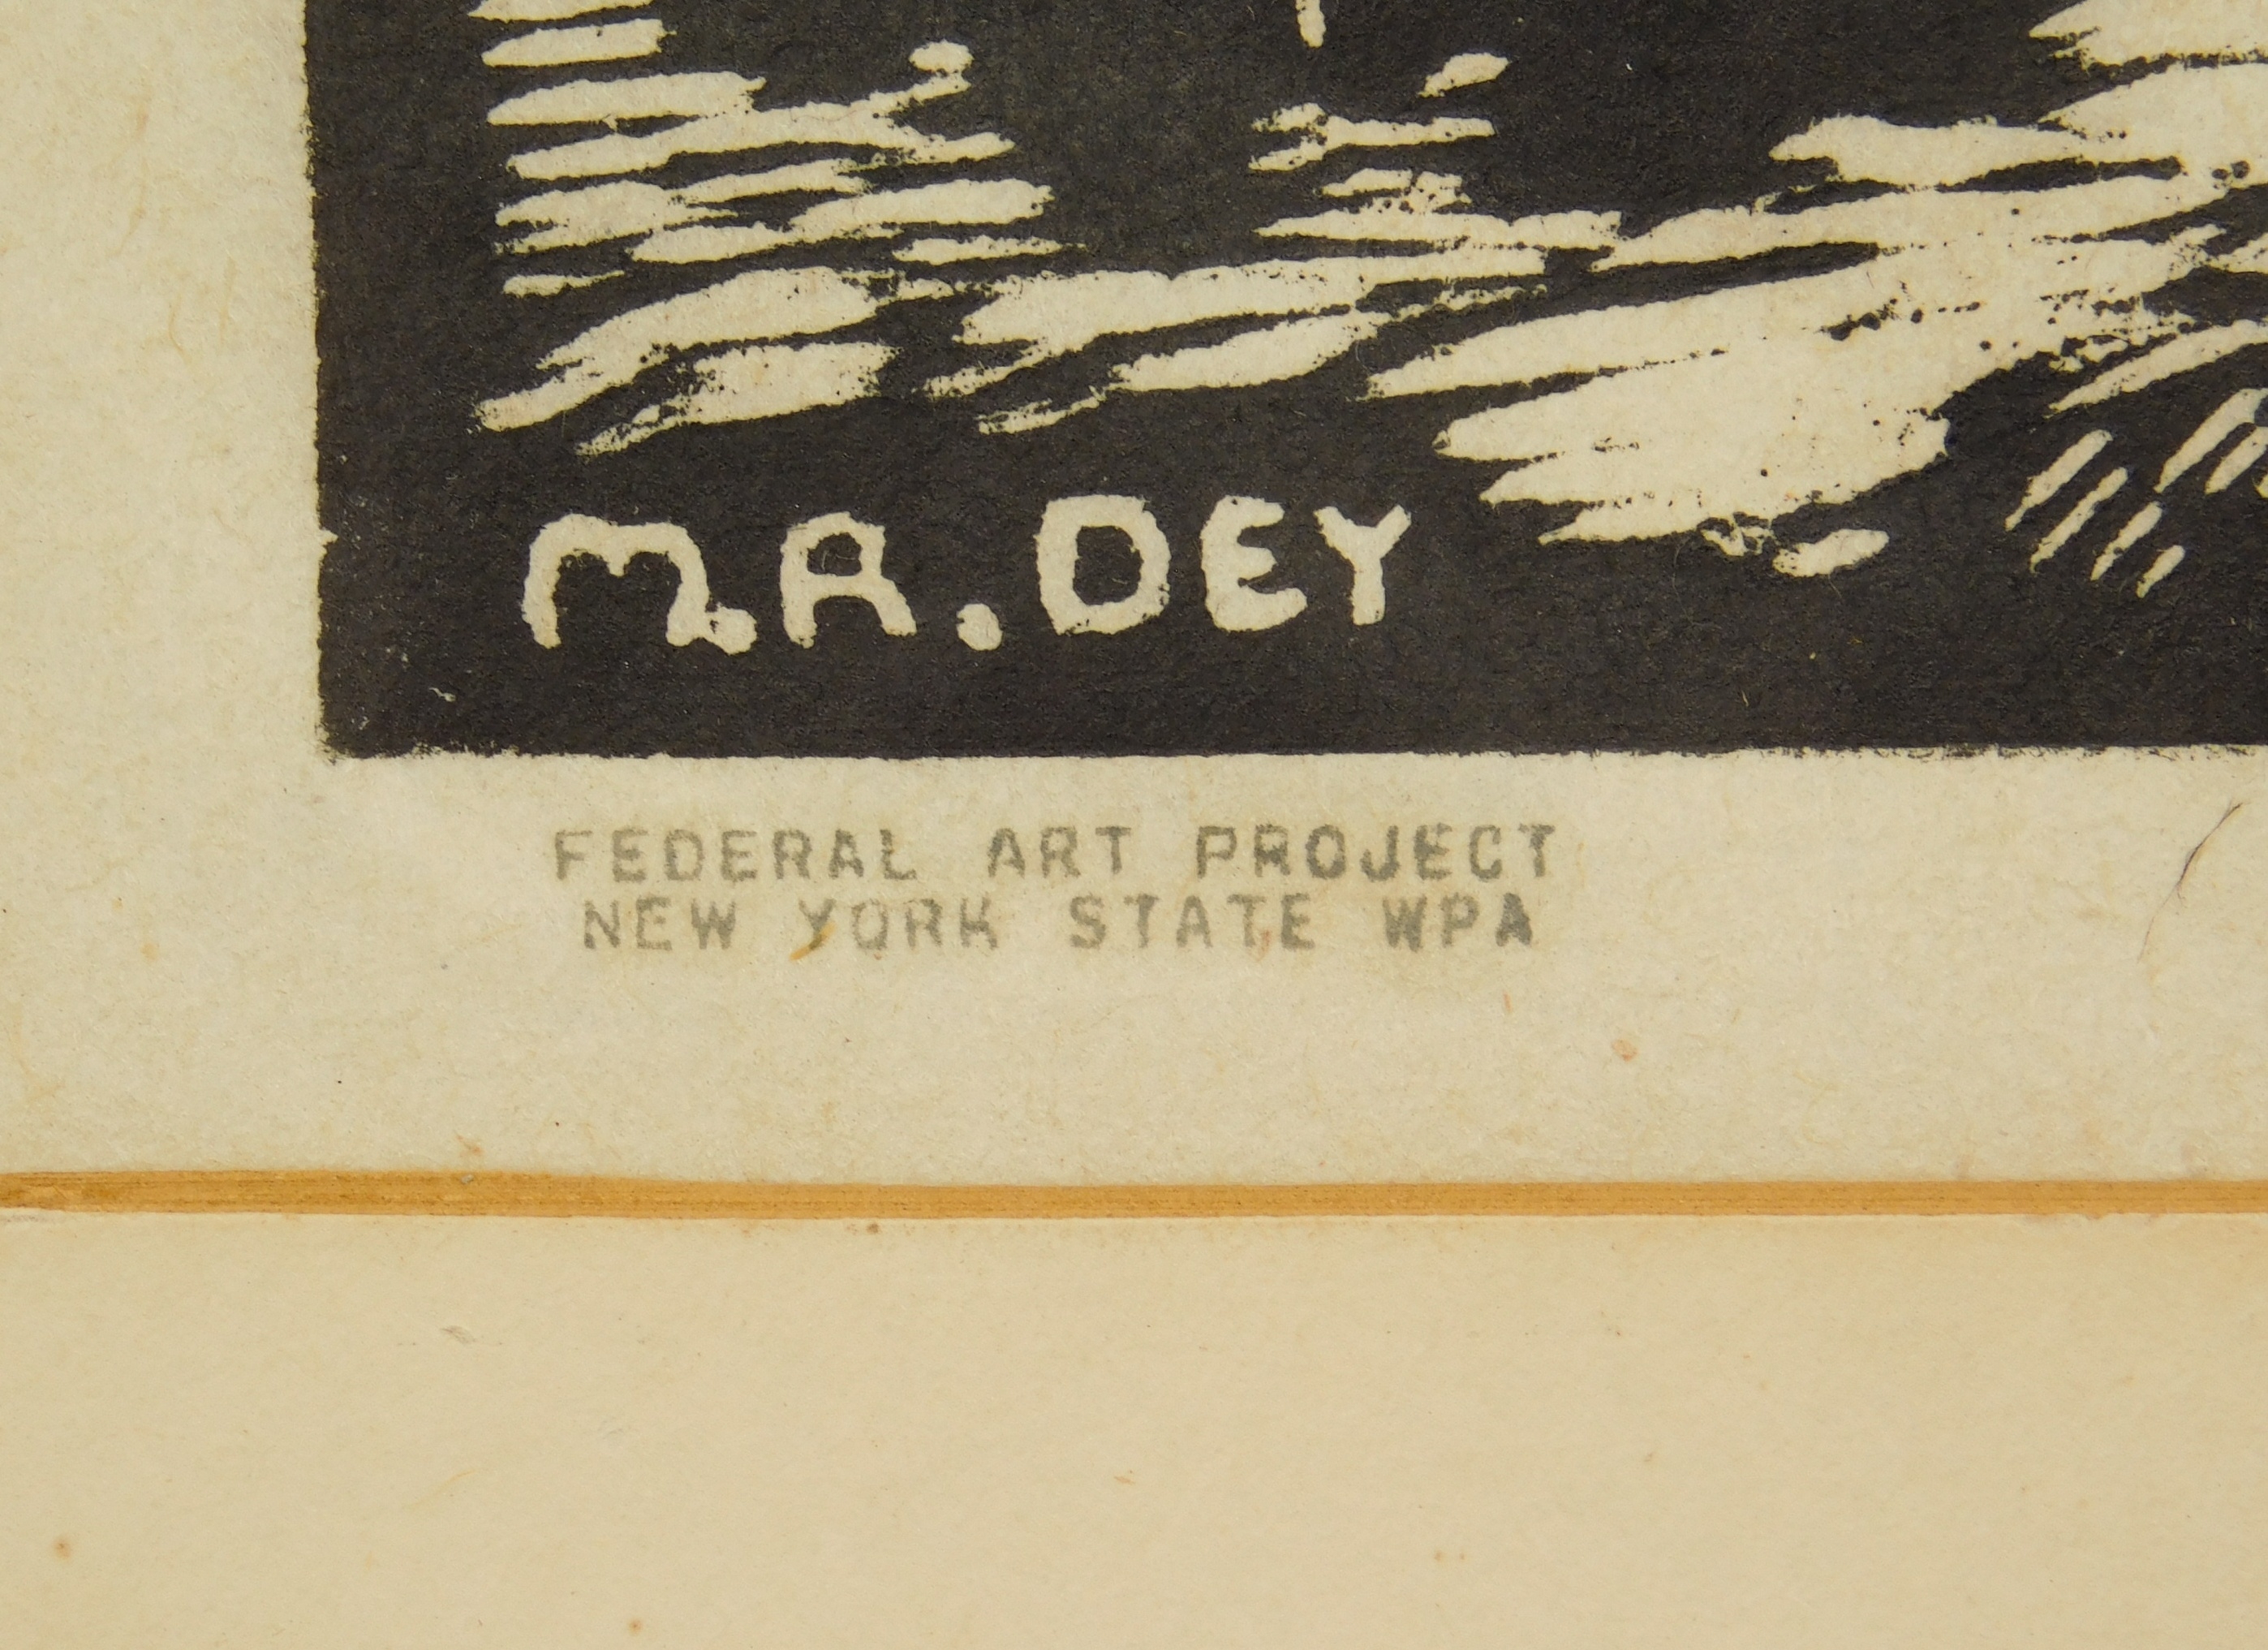 M.R. DEY
FEDERAL ART PROJECT
NEW YORK STATE WPA